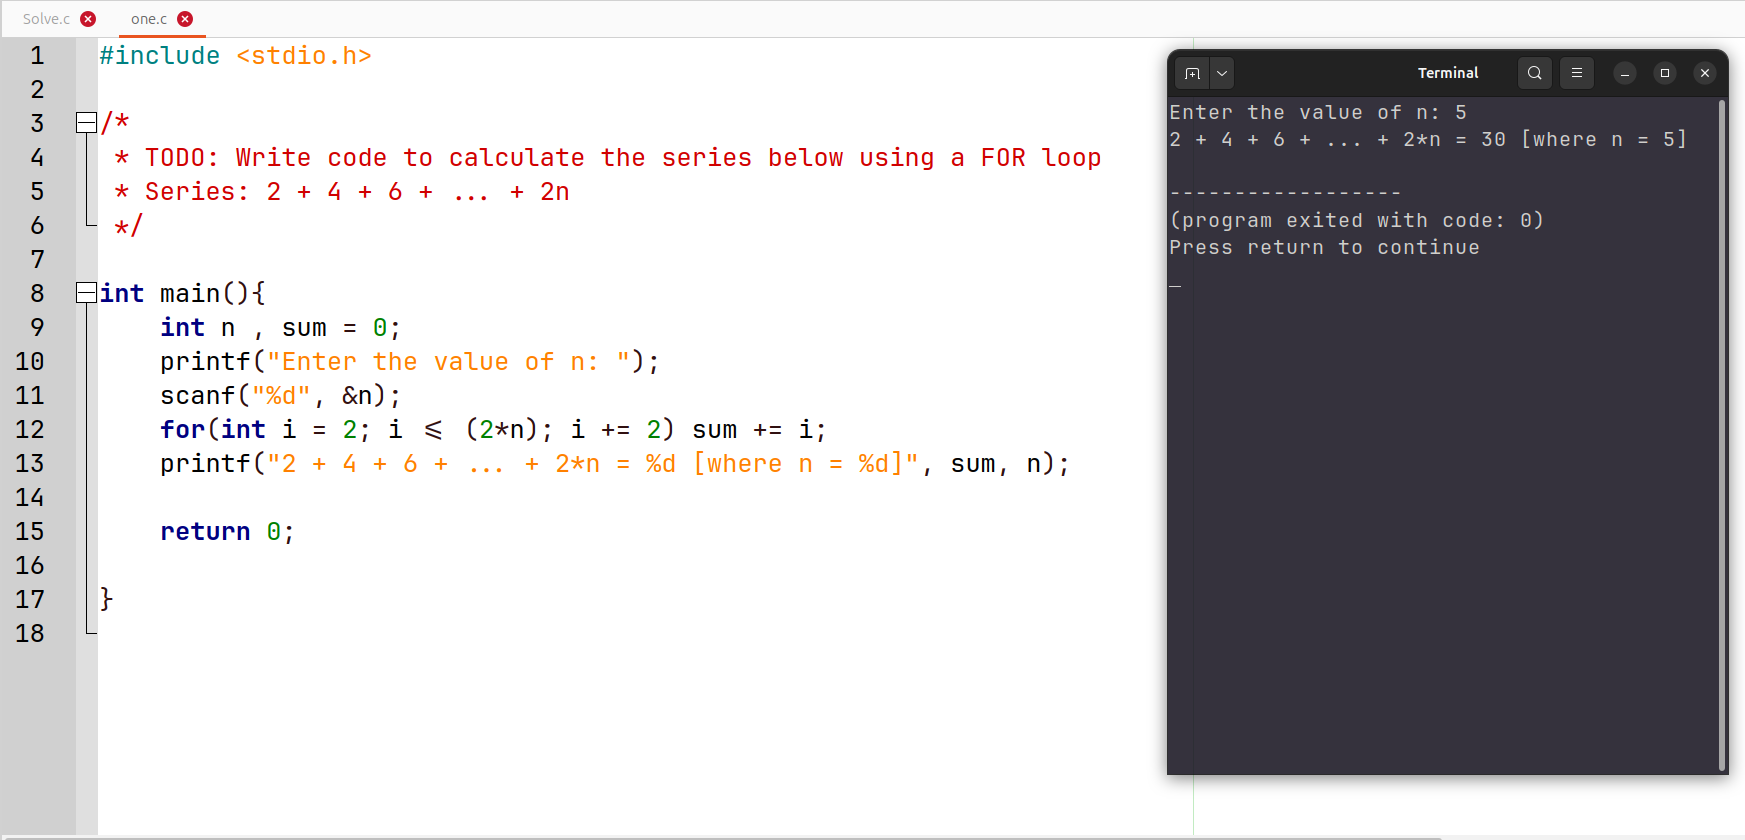 Solve.c one.c
1 #include <stdio.h>
2
3 /*
4 * TODO: Write code to calculate the series below using a FOR loop
5 * Series: 2 + 4 + 6 + ... + 2n
6 */
7
8 int main(){
9 int n , sum = 0;
10 printf("Enter the value of n: ");
11 scanf("%d", &n);
12 for(int i = 2; i <= (2*n); i += 2) sum += i;
13 printf("2 + 4 + 6 + ... + 2*n = %d [where n = %d]", sum, n);
14
15 return 0;
16
17 }
18
Terminal
Enter the value of n: 5
2 + 4 + 6 + ... + 2*n = 30 [where n = 5]
------------------
(program exited with code: 0)
Press return to continue
_